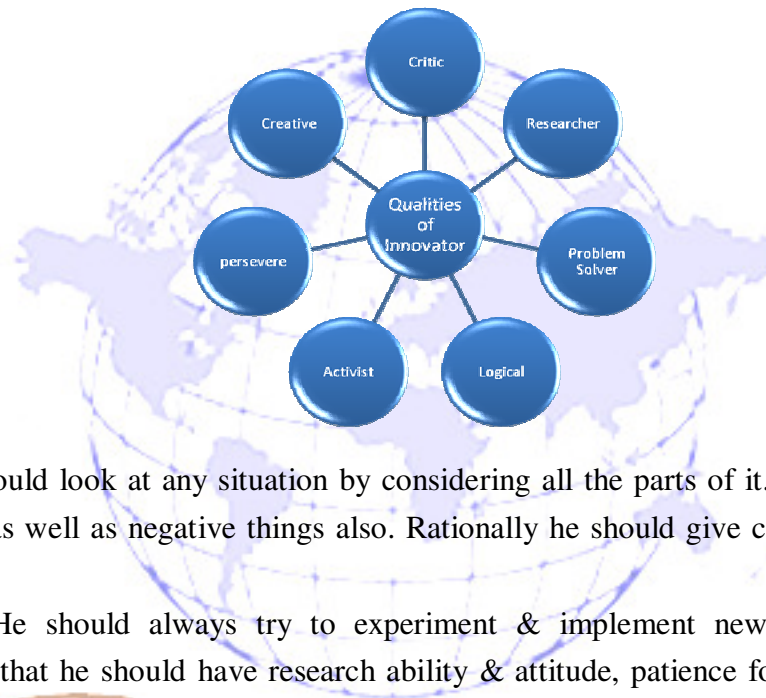 Critic
Creative
Researcher
Qualities
of
Innovator
persevere
Problem
Solver
Activist
Logical
look at any situation by considering all the parts of it.
as well as negative things also. Rationally he should give
He should always try to experiment & implement new
that he should have research ability & attitude, patience